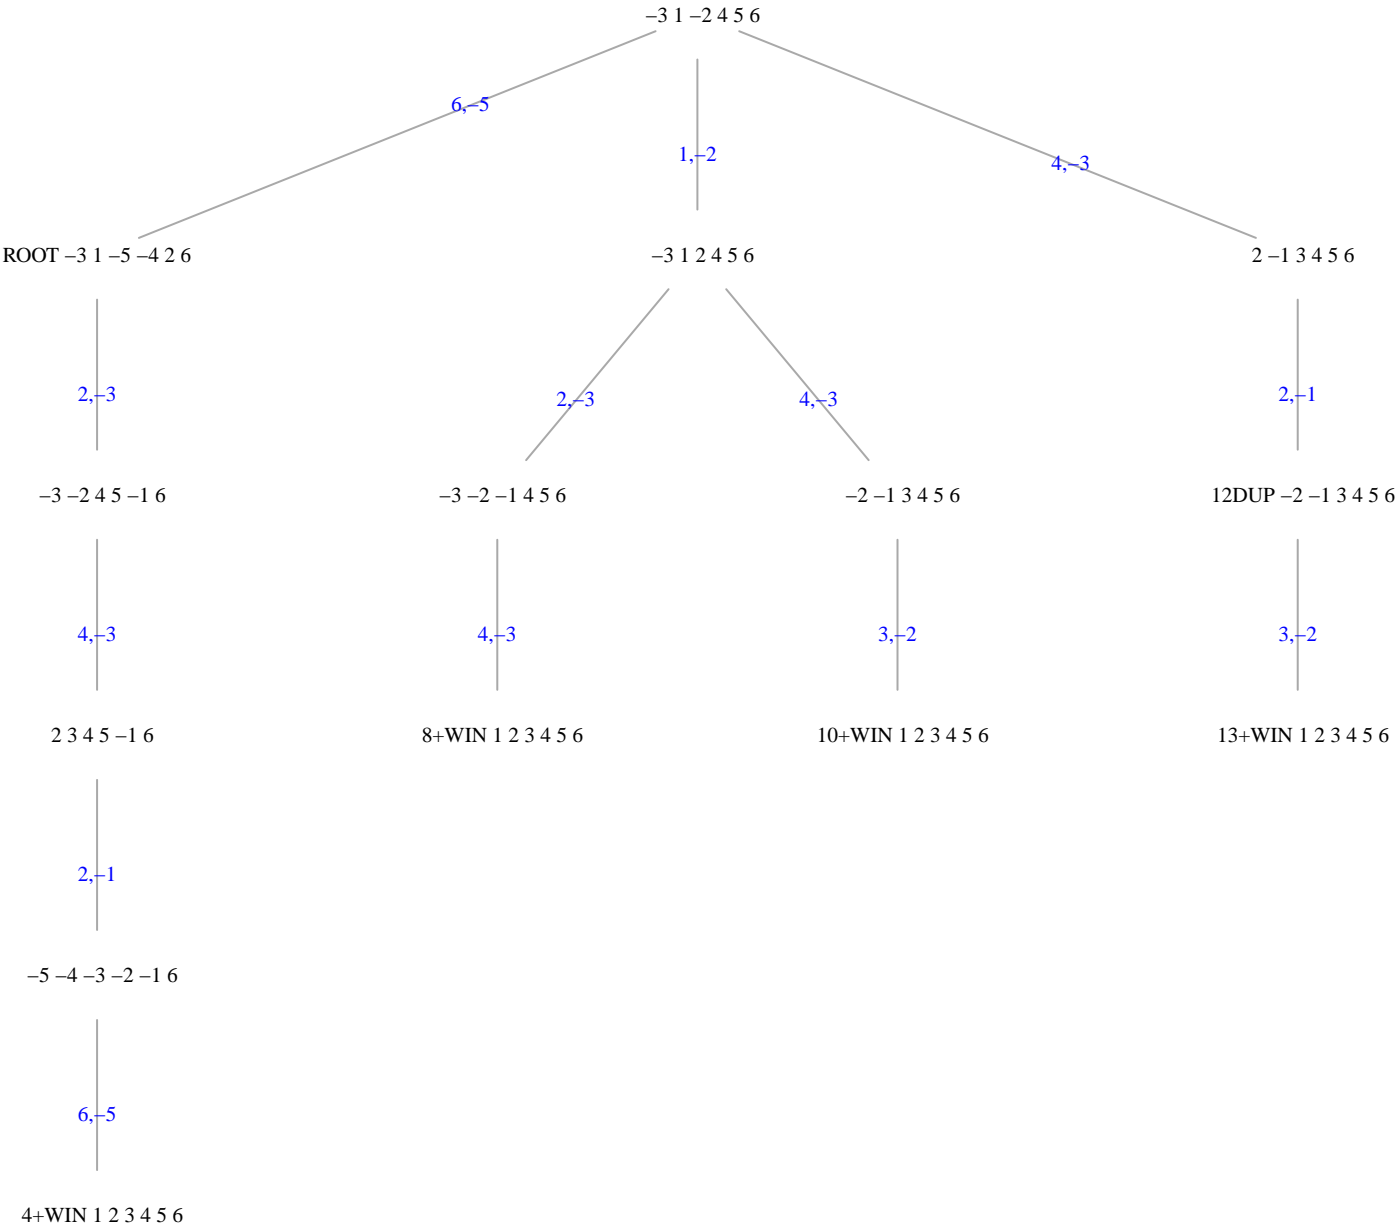 –3 1 –2 4 5 6
6,–5
1,–2
4,–3
ROOT –3 1 –5 –4 2 6
–3 1 2 4 5 6
2 –1 3 4 5 6
2,–3
2,–3
4,–3
2,–1
–3 –2 4 5 –1 6
–3 –2 –1 4 5 6
–2 –1 3 4 5 6
12DUP –2 –1 3 4 5 6
4,–3
4,–3
3,–2
3,–2
2 3 4 5 –1 6
8+WIN 1 2 3 4 5 6
10+WIN 1 2 3 4 5 6
13+WIN 1 2 3 4 5 6
2,–1
–5 –4 –3 –2 –1 6
6,–5
4+WIN 1 2 3 4 5 6